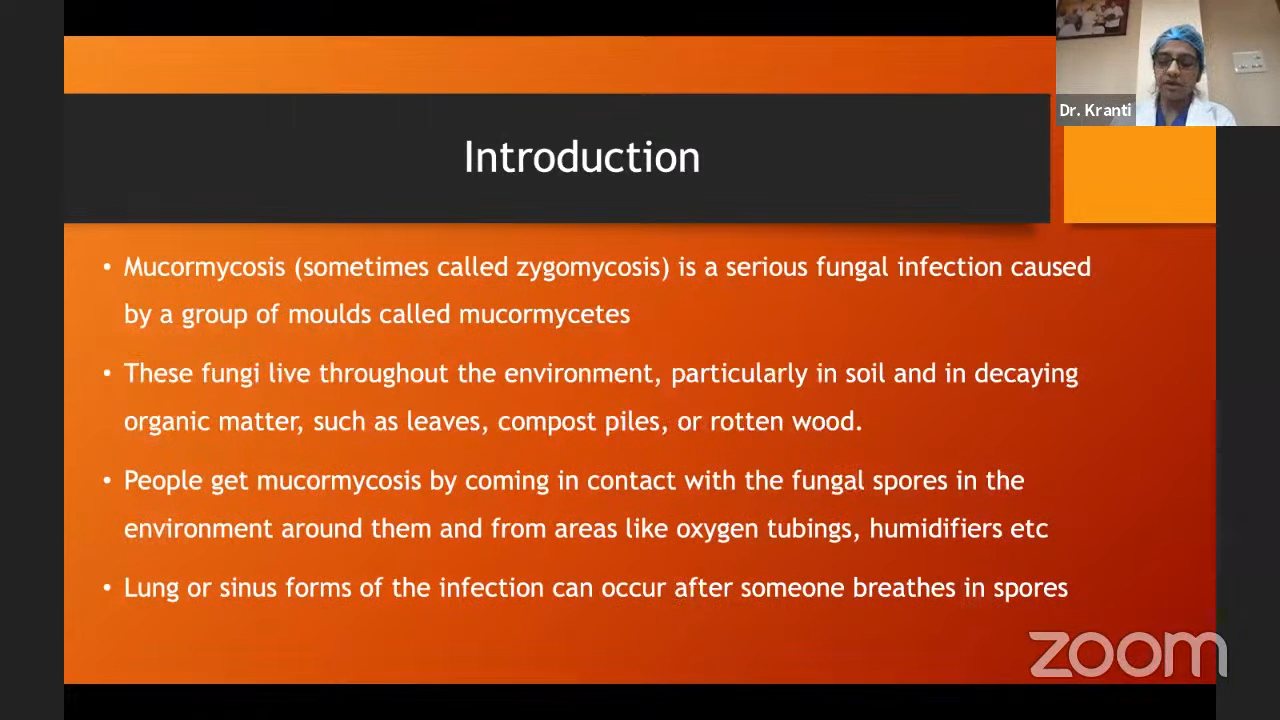 Dr. Kranti
Introduction
• Mucormycosis (sometimes called zygomycosis) is a serious fungal infection caused
by a group of moulds called mucormycetes
• These fungi live throughout the environment, particularly in soil and in decaying
organic matter, such as leaves, compost piles, or rotten wood.
• People get mucormycosis by coming in contact with the fungal spores in the
environment around them and from areas like oxygen tubings, humidifiers etc
• Lung or sinus forms of the infection can occur after someone breathes in spores
zoom